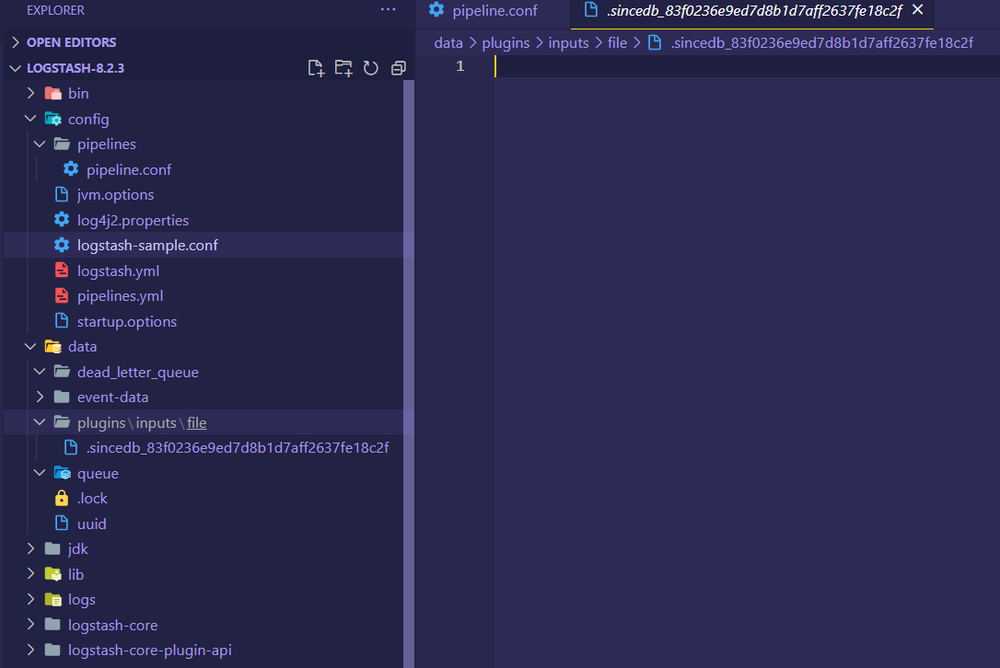 EXPLORER ...
OPEN EDITORS
LOGSTASH-8.2.3
bin
config
pipelines
pipeline.conf
jvm.options
log4j2.properties
logstash-sample.conf
logstash.yml
pipelines.yml
startup.options
data
dead_letter_queue
event-data
plugins\inputs\file
.sincedb_83f0236e9ed7d8b1d7aff2637fe18c2f
queue
.lock
uuid
jdk
lib
logs
logstash-core
logstash-core-plugin-api
pipeline.conf .sincedb_83f0236e9ed7d8b1d7aff2637fe18c2f
data > plugins > inputs > file > .sincedb_83f0236e9ed7d8b1d7aff2637fe18c2f
1